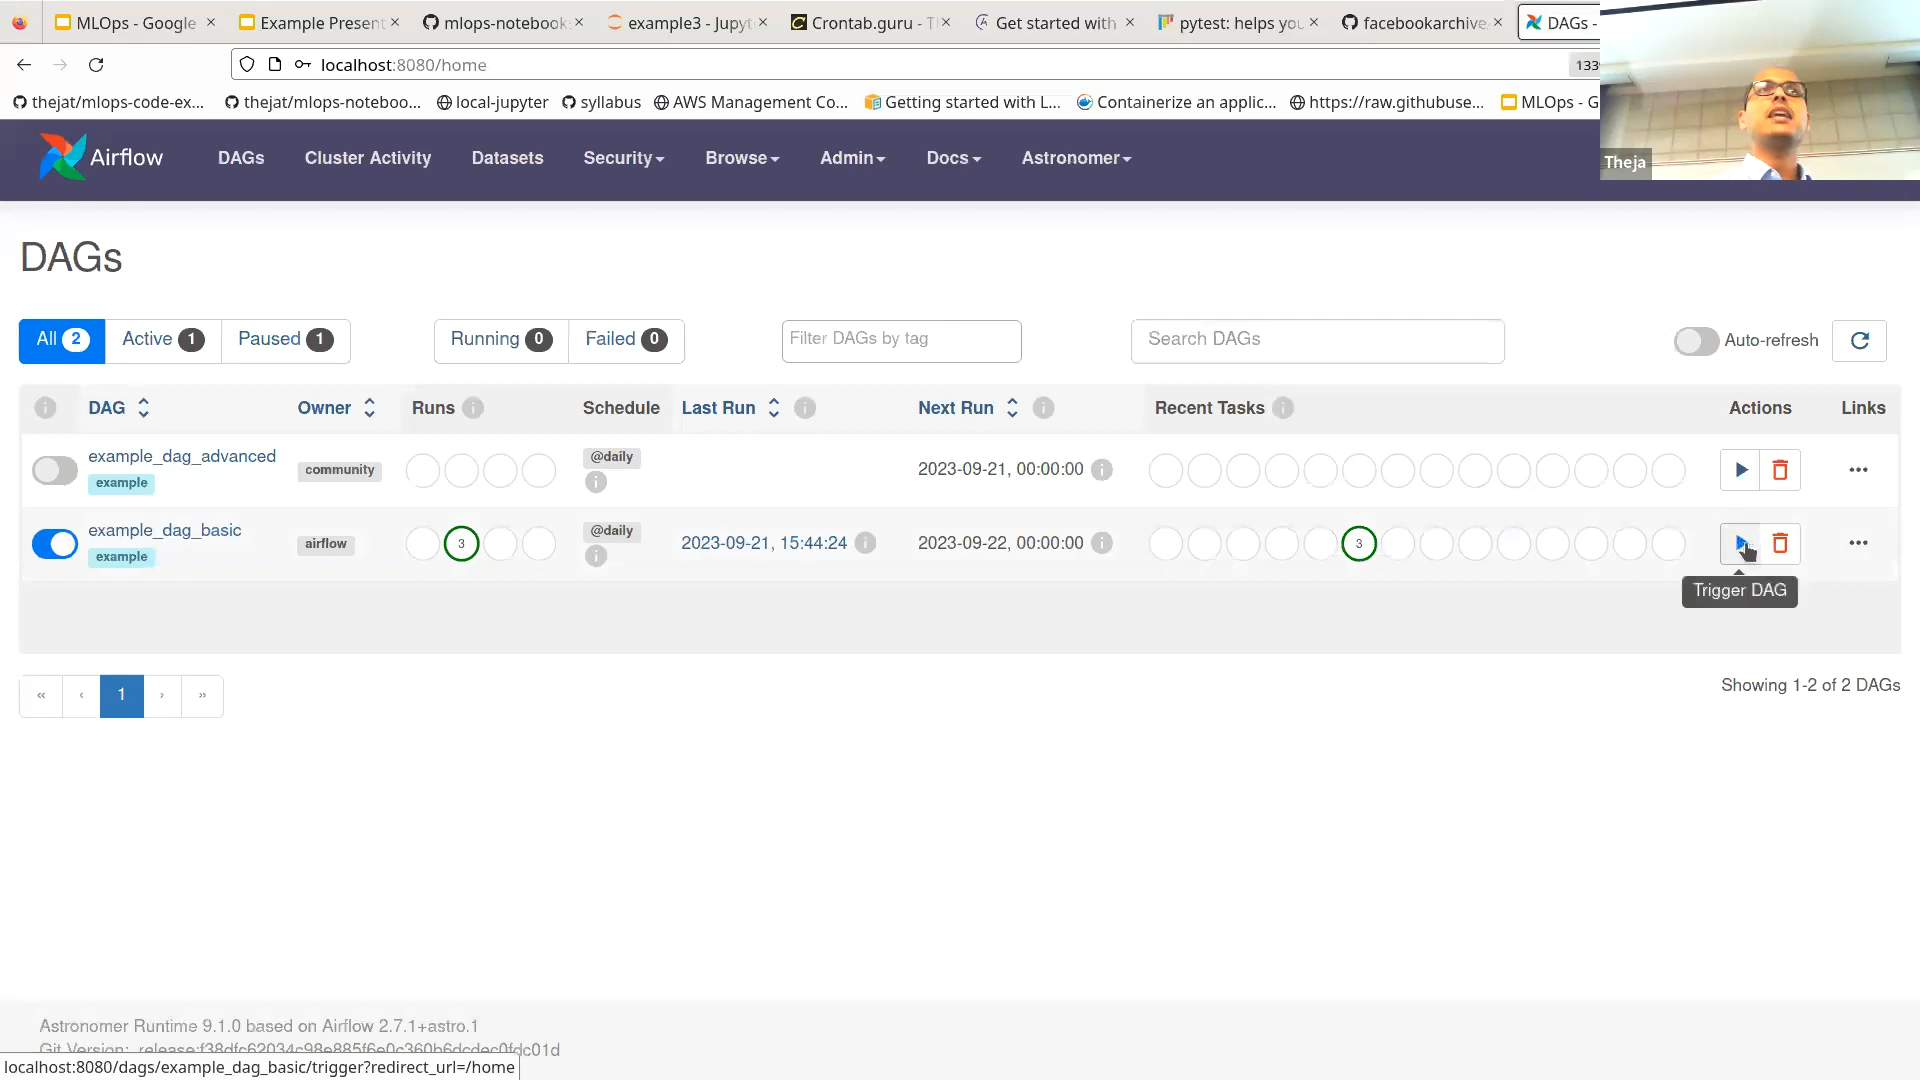 MLOps - Google
Example Present
mlops-notebook
example3 - Jupyt
Crontab.guru - T
Get started with
pytest: helps you
facebookarchive
DAGs -
localhost:8080/home
133
thejat/mlops-code-ex...
thejat/mlops-noteboo...
local-jupyter
syllabus
AWS Management Co...
Getting started with L...
Containerize an applic...
https://raw.githubuse...
MLOps - G
Theja
Airflow
DAGs
Cluster Activity
Datasets
Security
Browse
Admin
Docs
Astronomer
DAGs
All 2
Active 1
Paused 1
Running 0
Failed 0
Filter DAGs by tag
Search DAGs
Auto-refresh
DAG
Owner
Runs
Schedule
Last Run
Next Run
Recent Tasks
Actions
Links
example_dag_advanced
example
community
@daily
2023-09-21, 00:00:00
example_dag_basic
example
airflow
3
@daily
2023-09-21, 15:44:24
2023-09-22, 00:00:00
3
Trigger DAG
« ‹ 1 › »
Showing 1-2 of 2 DAGs
Astronomer Runtime 9.1.0 based on Airflow 2.7.1+astro.1
Git Version: .release:f38dfc62034c98e885f6e0c360b6dcdec0fdc01d
localhost:8080/dags/example_dag_basic/trigger?redirect_url=/home